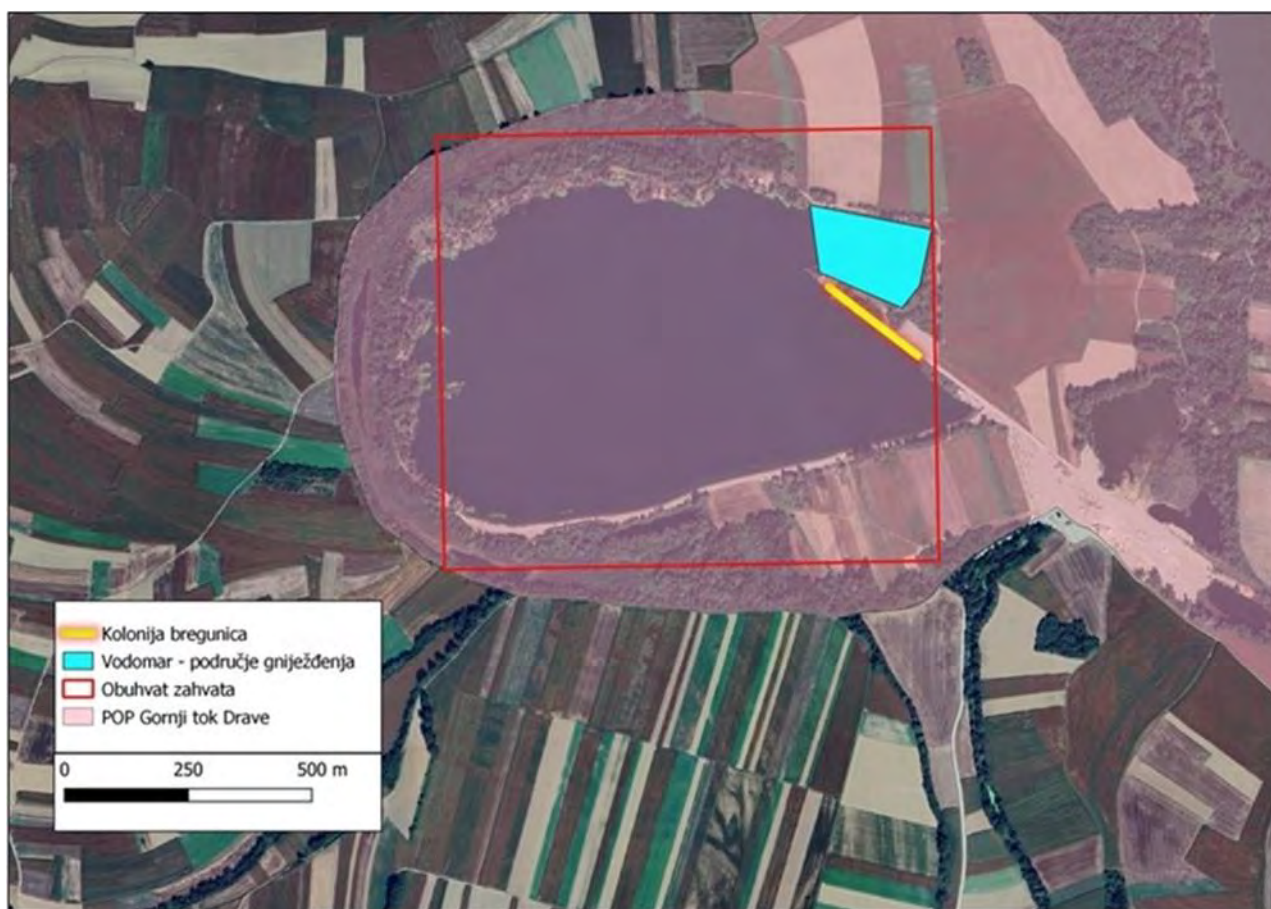 Kolonija bregunica
Vodomar - područje gniježđenja
Obuhvat zahvata
POP Gornji tok Drave
0 250 500 m